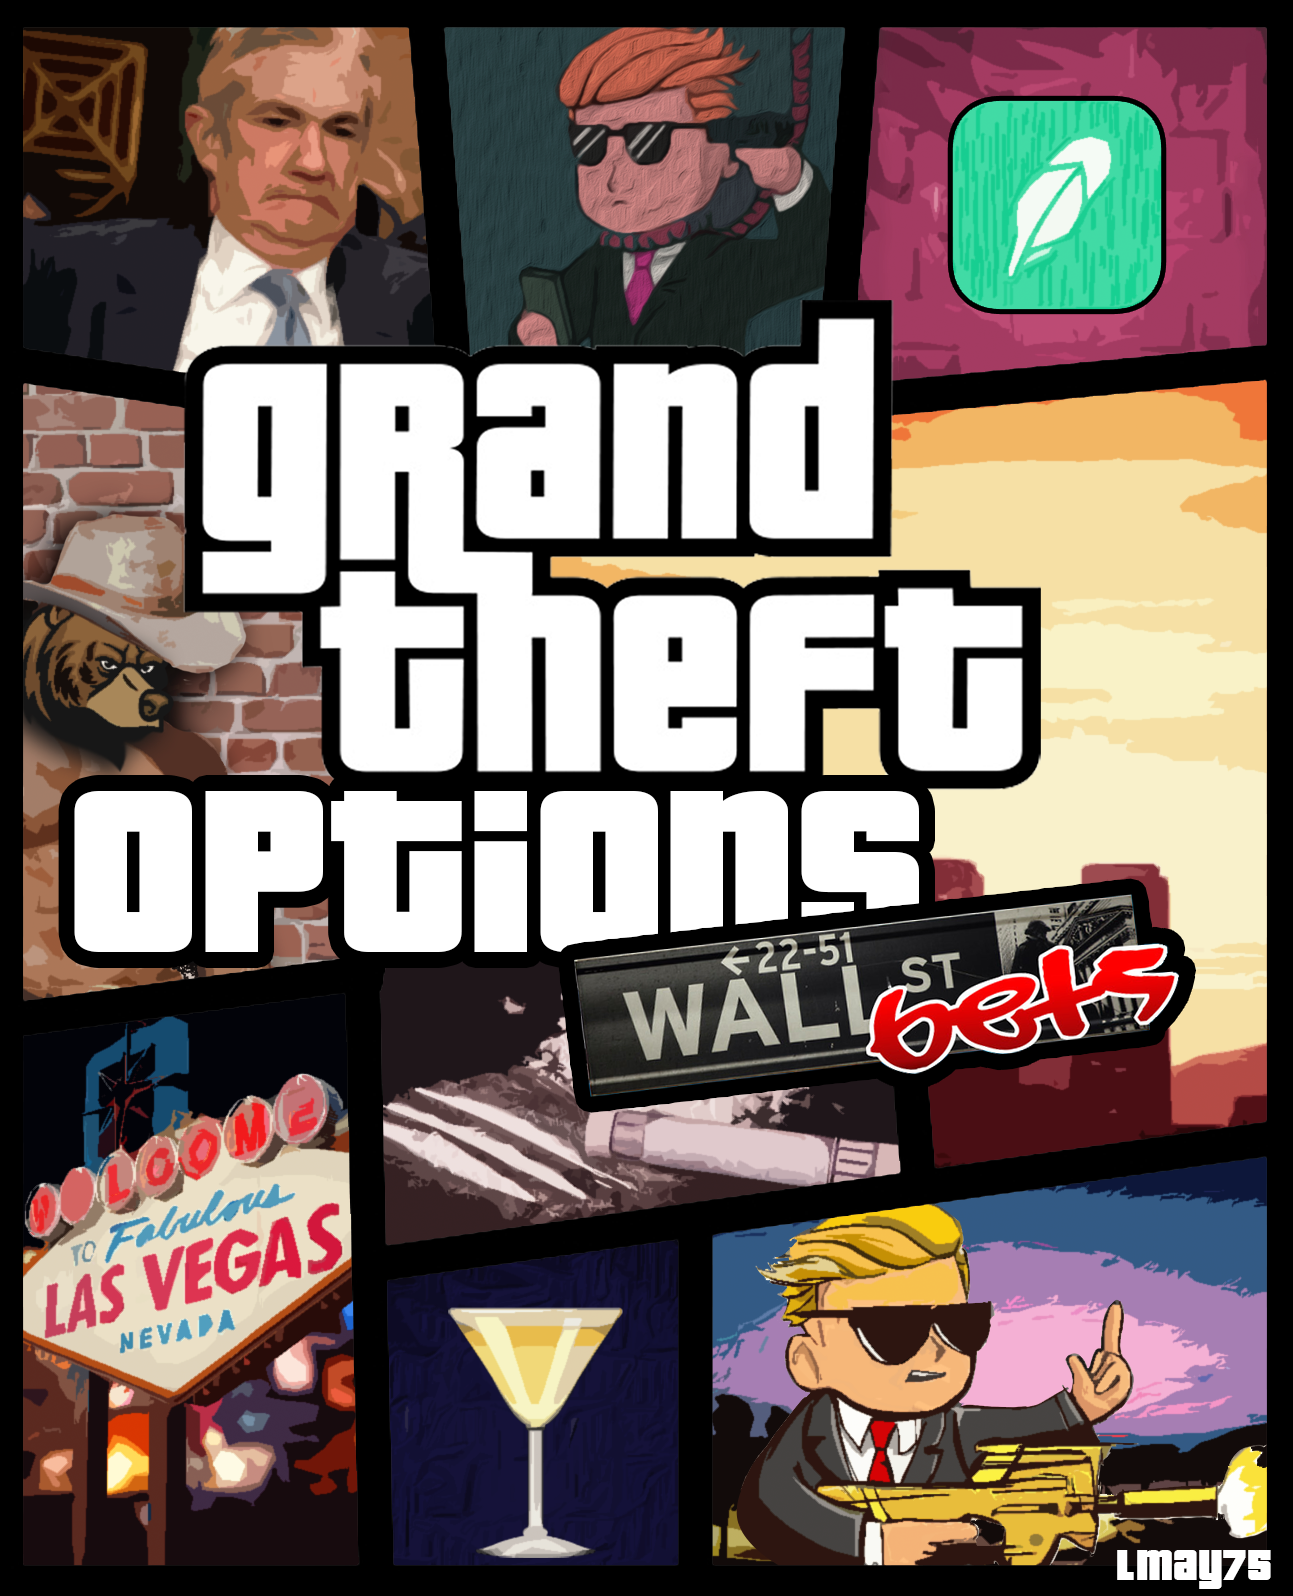 grand
theft
options
←22-51
WALL ST
bets
WELCOME
TO Fabulous
LAS VEGAS
NEVADA
Lmay75